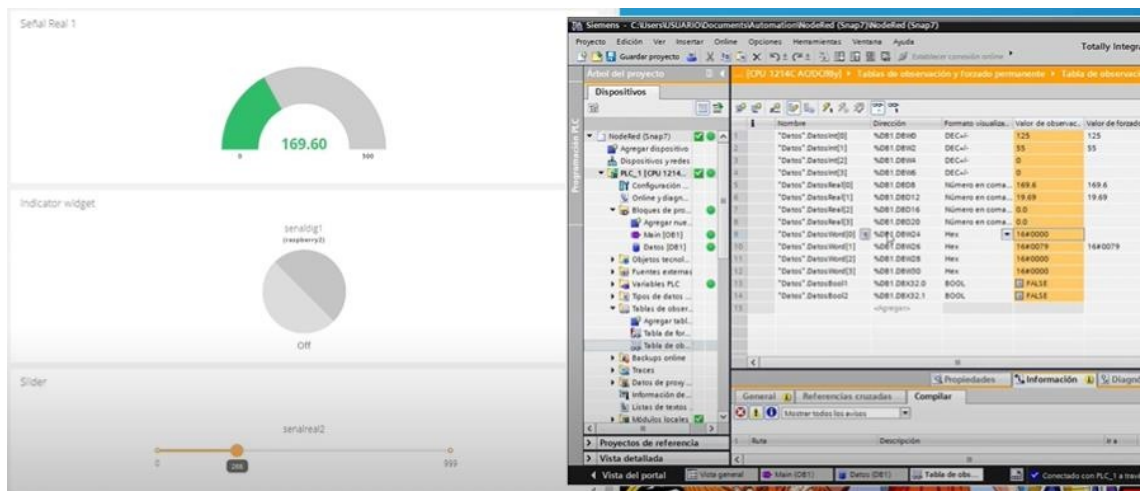 Señal Real 1
169.60
0
500
Indicator widget
senaldig1
(raspberry2)
Off
Slider
senalreal2
0
266
999
Siemens - C:\Users\USUARIO\Documents\Automation\NodeRed (Snap7)\NodeRed (Snap7)
Proyecto Edición Ver Insertar Online Opciones Herramientas Ventana Ayuda
Totally Integra
Guardar proyecto
Establecer conexión online
Árbol del proyecto
Dispositivos
Programación PLC
NodeRed (Snap7)
Agregar dispositivo
Dispositivos y redes
PLC_1 [CPU 1214...
Configuración ...
Online y diagn...
Bloques de pro...
Agregar nue...
Main [OB1]
Datos [DB1]
Objetos tecnol...
Fuentes externas
Variables PLC
Tipos de datos ...
Tablas de obser...
Agregar tabl...
Tabla de for...
Tabla de ob...
Backups online
Traces
Datos de proxy ...
Información de...
Listas de textos
Módulos locales
Proyectos de referencia
Vista detallada
... [CPU 1214C AC/DC/Rly] Tablas de observación y forzado permanente Tabla de observaci
i Nombre Dirección Formato visualiza... Valor de observac... Valor de forzado
1 "Datos".DatosInt[0] %DB1.DBW0 DEC+/- 125 125
2 "Datos".DatosInt[1] %DB1.DBW2 DEC+/- 55 55
3 "Datos".DatosInt[2] %DB1.DBW4 DEC+/- 0
4 "Datos".DatosInt[3] %DB1.DBW6 DEC+/- 0
5 "Datos".DatosReal[0] %DB1.DBD8 Número en coma... 169.6 169.6
6 "Datos".DatosReal[1] %DB1.DBD12 Número en coma... 19.69 19.69
7 "Datos".DatosReal[2] %DB1.DBD16 Número en coma... 0.0
8 "Datos".DatosReal[3] %DB1.DBD20 Número en coma... 0.0
9 "Datos".DatosWord[0] %DB1.DBW24 Hex 16#0000
10 "Datos".DatosWord[1] %DB1.DBW26 Hex 16#0079 16#0079
11 "Datos".DatosWord[2] %DB1.DBW28 Hex 16#0000
12 "Datos".DatosWord[3] %DB1.DBW30 Hex 16#0000
13 "Datos".DatosBool1 %DB1.DBX32.0 BOOL FALSE
14 "Datos".DatosBool2 %DB1.DBX32.1 BOOL FALSE
15 <Agregar>
Propiedades Información Diagnó
General Referencias cruzadas Compilar
Mostrar todos los avisos
Ruta Descripción Ir a
Vista del portal Vista general Main (OB1) Datos (DB1) Tabla de obs... Conectado con PLC_1 a travé